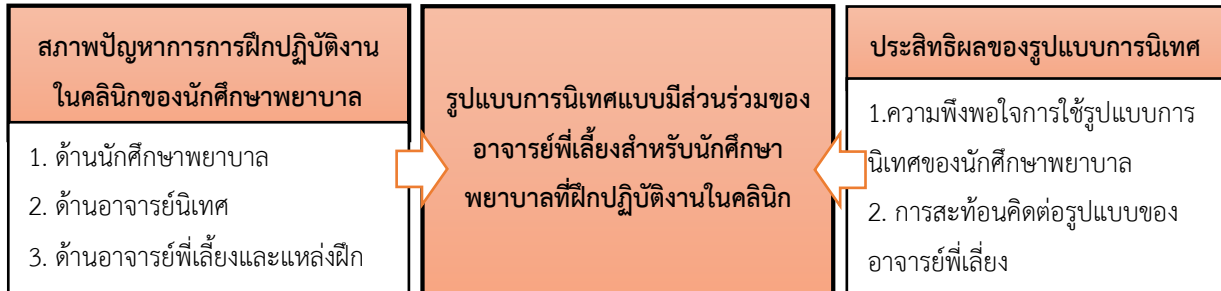 สภาพปัญหาการการฝึกปฏิบัติงาน
ในคลินิกของนักศึกษาพยาบาล
1. ด้านนักศึกษาพยาบาล
2. ด้านอาจารย์นิเทศ
3. ด้านอาจารย์พี่เลี้ยงและแหล่งฝึก
รูปแบบการนิเทศแบบมีส่วนร่วมของ
อาจารย์พี่เลี้ยงสำหรับนักศึกษา
พยาบาลที่ฝึกปฏิบัติงานในคลินิก
ประสิทธิผลของรูปแบบการนิเทศ
1.ความพึงพอใจการใช้รูปแบบการ
นิเทศของนักศึกษาพยาบาล
2. การสะท้อนคิดต่อรูปแบบของ
อาจารย์พี่เลี่ยง